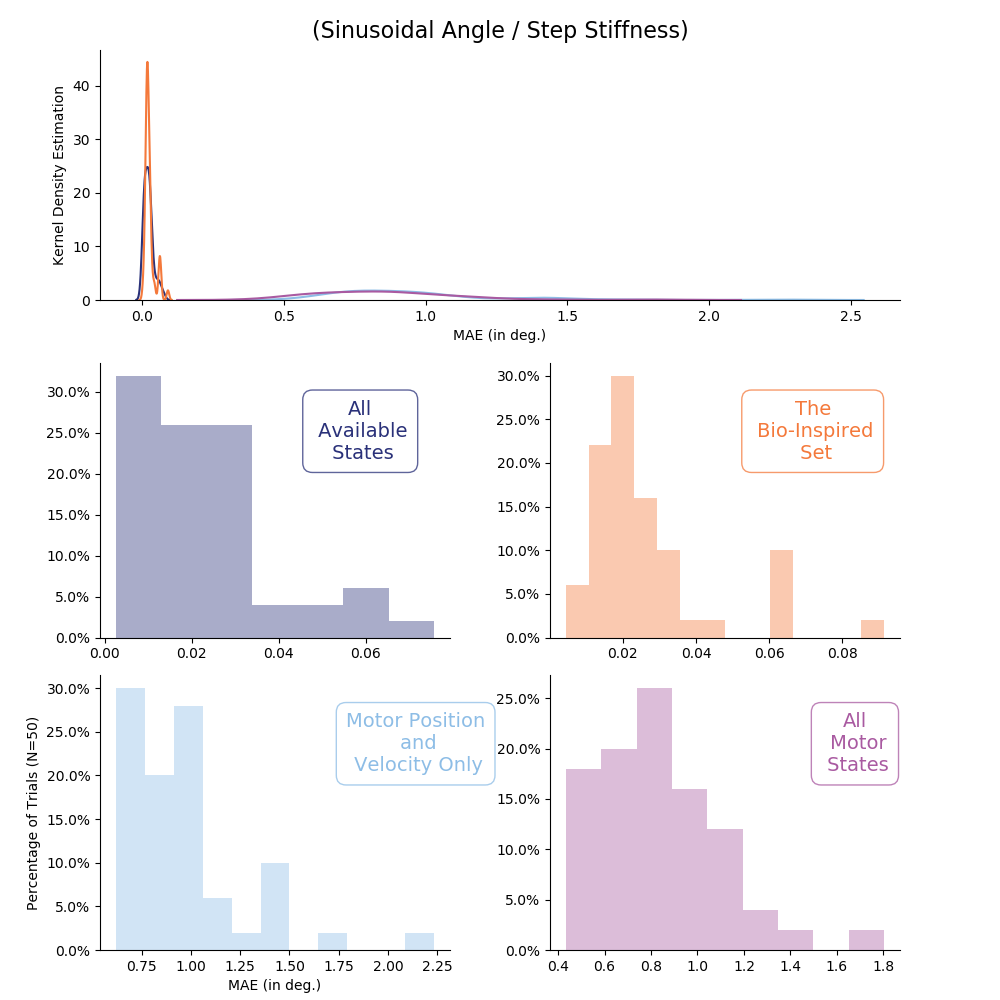 (Sinusoidal Angle / Step Stiffness)
Kernel Density Estimation
40
30
20
10
0
0.0 0.5 1.0 1.5 2.0 2.5
MAE (in deg.)
30.0%
25.0%
20.0%
15.0%
10.0%
5.0%
0.0%
0.00 0.02 0.04 0.06
All
Available
States
30.0%
25.0%
20.0%
15.0%
10.0%
5.0%
0.0%
0.02 0.04 0.06 0.08
The
Bio-Inspired
Set
Percentage of Trials (N=50)
30.0%
25.0%
20.0%
15.0%
10.0%
5.0%
0.0%
0.75 1.00 1.25 1.50 1.75 2.00 2.25
MAE (in deg.)
Motor Position
and
Velocity Only
25.0%
20.0%
15.0%
10.0%
5.0%
0.0%
0.4 0.6 0.8 1.0 1.2 1.4 1.6 1.8
All
Motor
States